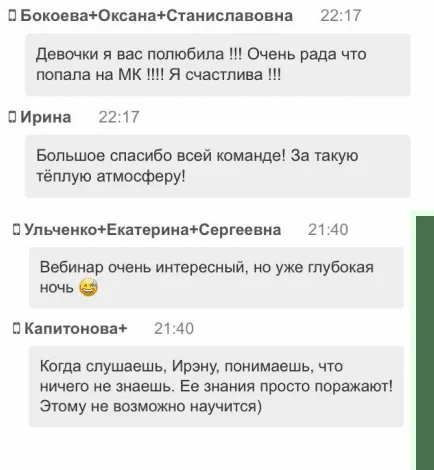 Бокоева+Оксана+Станиславовна 22:17
Девочки я вас полюбила !!! Очень рада что
попала на МК !!!! Я счастлива !!!
Ирина 22:17
Большое спасибо всей команде! За такую
тёплую атмосферу!
Ульченко+Екатерина+Сергеевна 21:40
Вебинар очень интересный, но уже глубокая
ночь 😅
Капитонова+ 21:40
Когда слушаешь, Ирэну, понимаешь, что
ничего не знаешь. Ее знания просто поражают!
Этому не возможно научится)